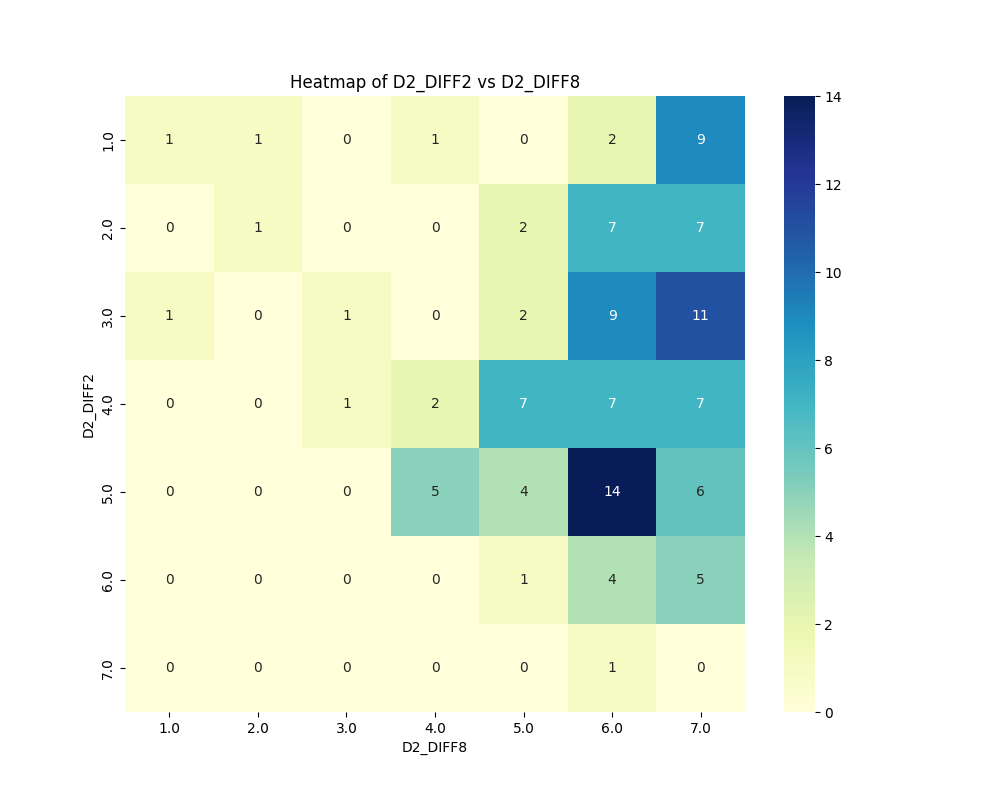 Heatmap of D2_DIFF2 vs D2_DIFF8
1.0 1 1 0 1 0 2 9
2.0 0 1 0 0 2 7 7
3.0 1 0 1 0 2 9 11
4.0 0 0 1 2 7 7 7
5.0 0 0 0 5 4 14 6
6.0 0 0 0 0 1 4 5
7.0 0 0 0 0 0 1 0
1.0 2.0 3.0 4.0 5.0 6.0 7.0
D2_DIFF8
D2_DIFF2
14
12
10
8
6
4
2
0